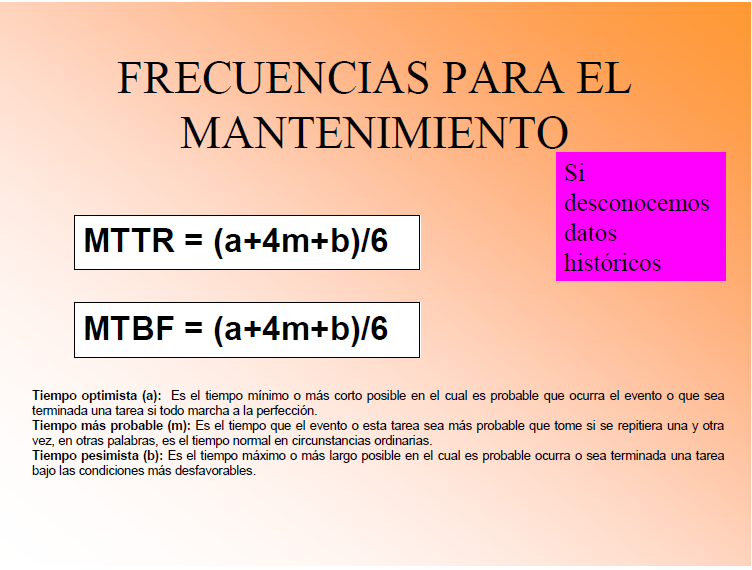 FRECUENCIAS PARA EL
MANTENIMIENTO
Si
desconocemos
datos
históricos
MTTR = (a+4m+b)/6
MTBF = (a+4m+b)/6
Tiempo optimista (a): Es el tiempo mínimo o más corto posible en el cual es probable que ocurra el evento o que sea
terminada una tarea si todo marcha a la perfección.
Tiempo más probable (m): Es el tiempo que el evento o esta tarea sea más probable que tome si se repitiera una y otra
vez, en otras palabras, es el tiempo normal en circunstancias ordinarias.
Tiempo pesimista (b): Es el tiempo máximo o más largo posible en el cual es probable ocurra o sea terminada una tarea
bajo las condiciones más desfavorables.